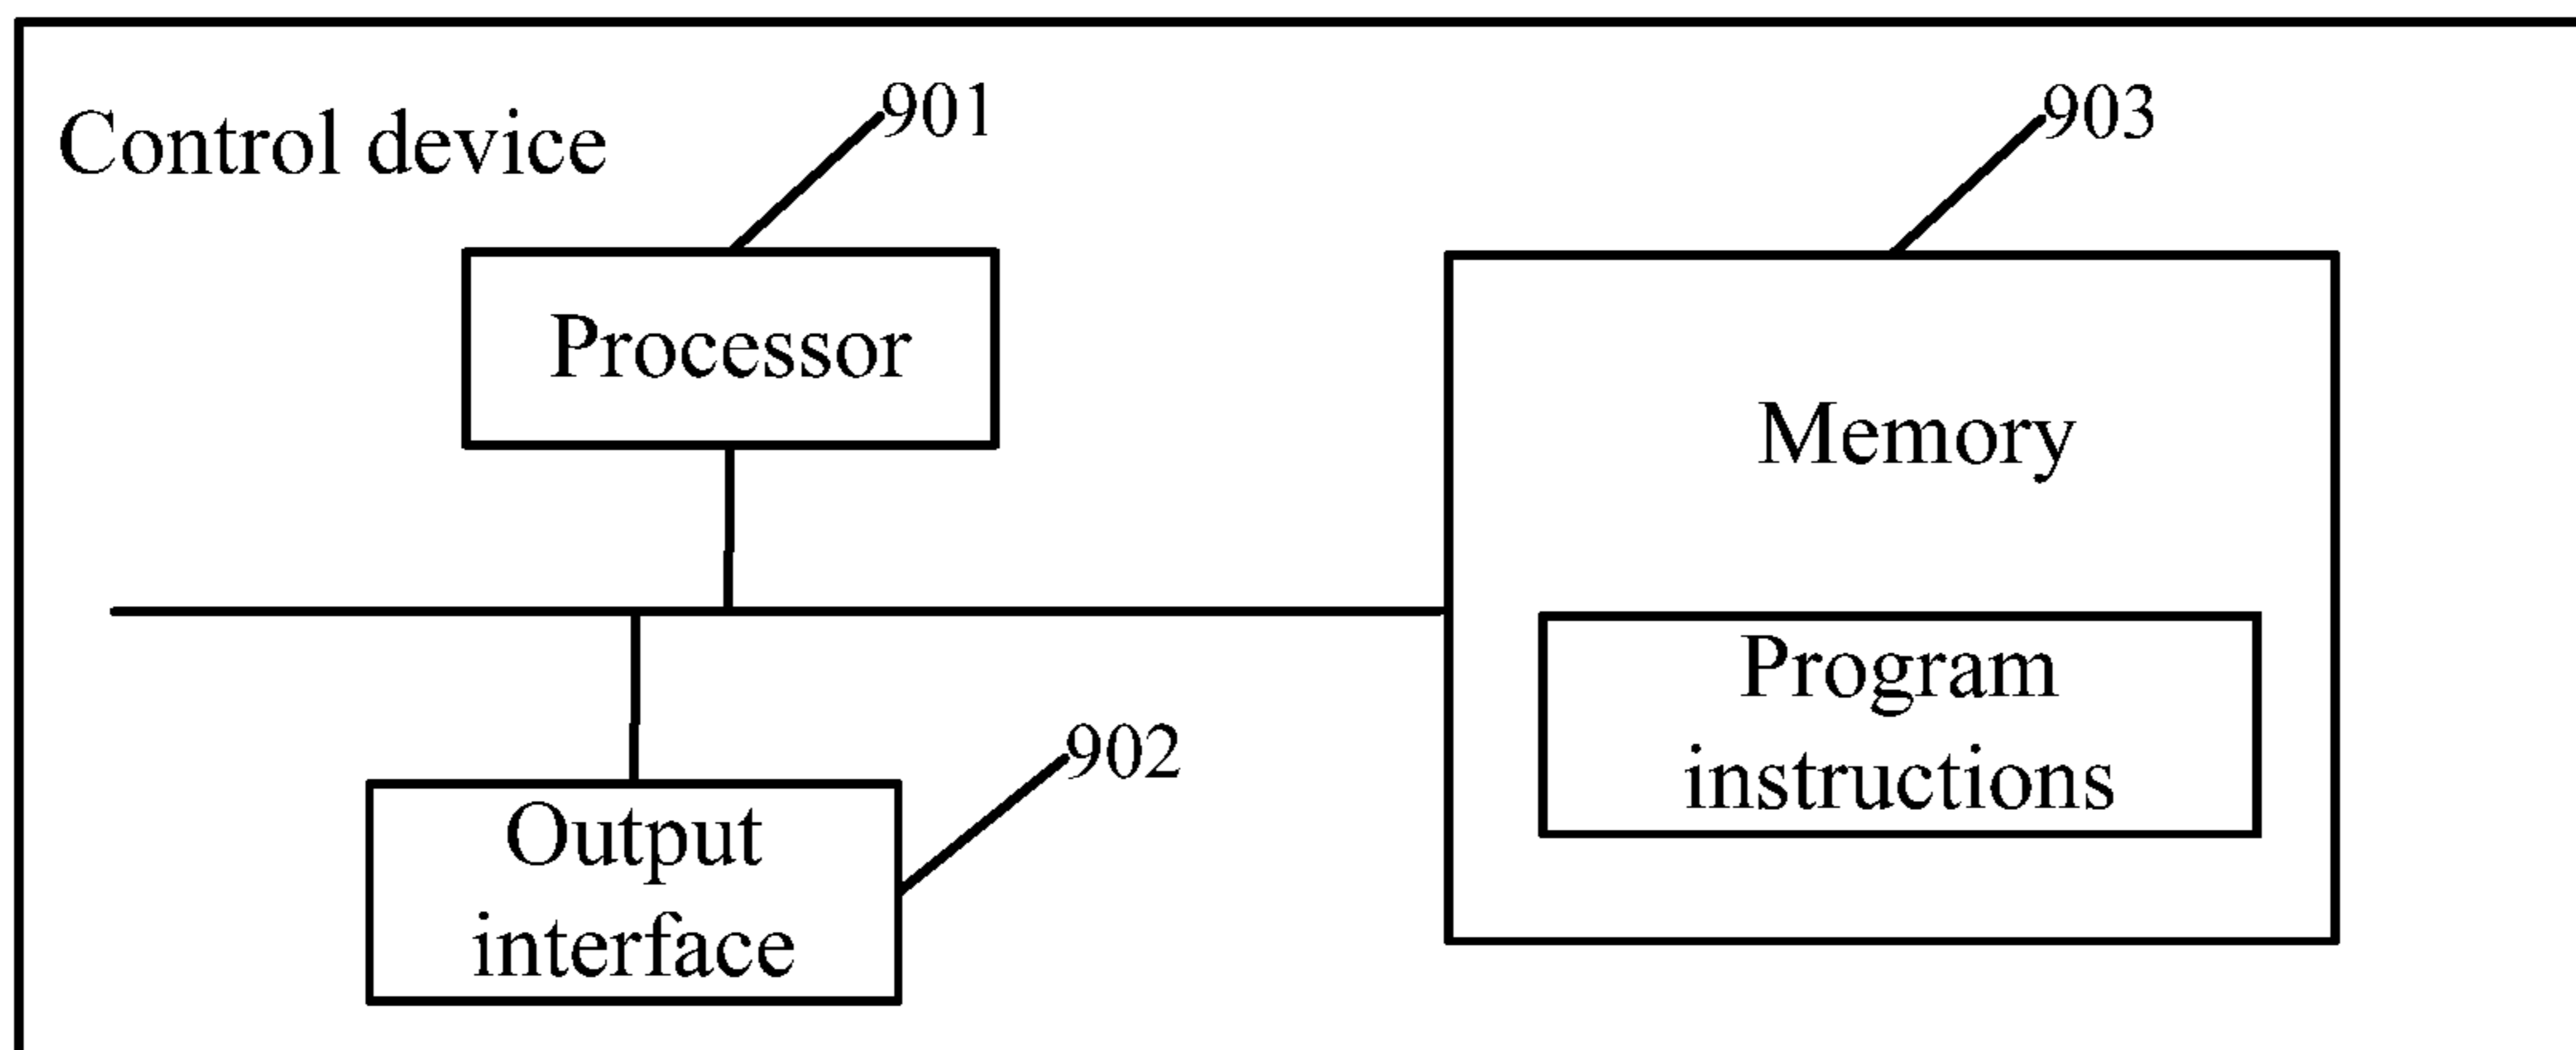 Control device
901
903
Processor
Memory
Program
instructions
902
Output
interface